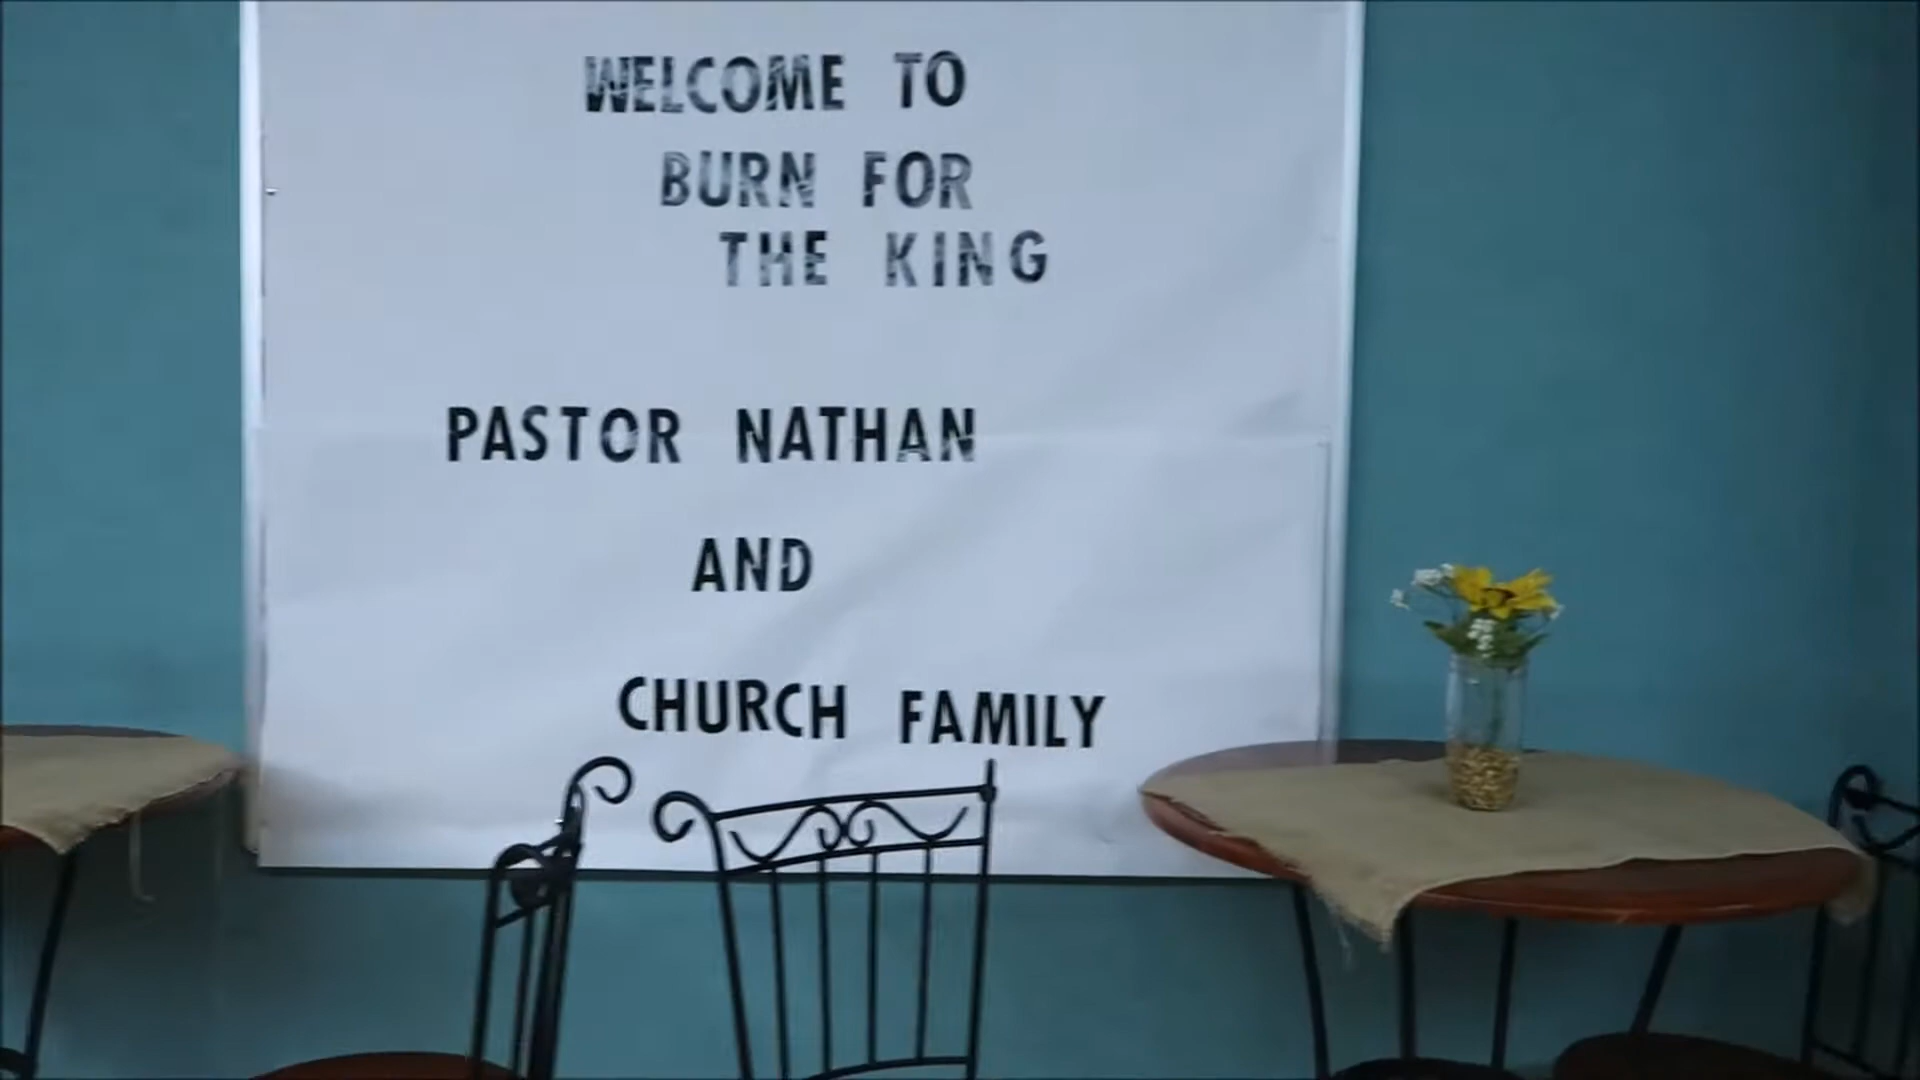 WELCOME TO
BURN FOR
THE KING
PASTOR NATHAN
AND
CHURCH FAMILY